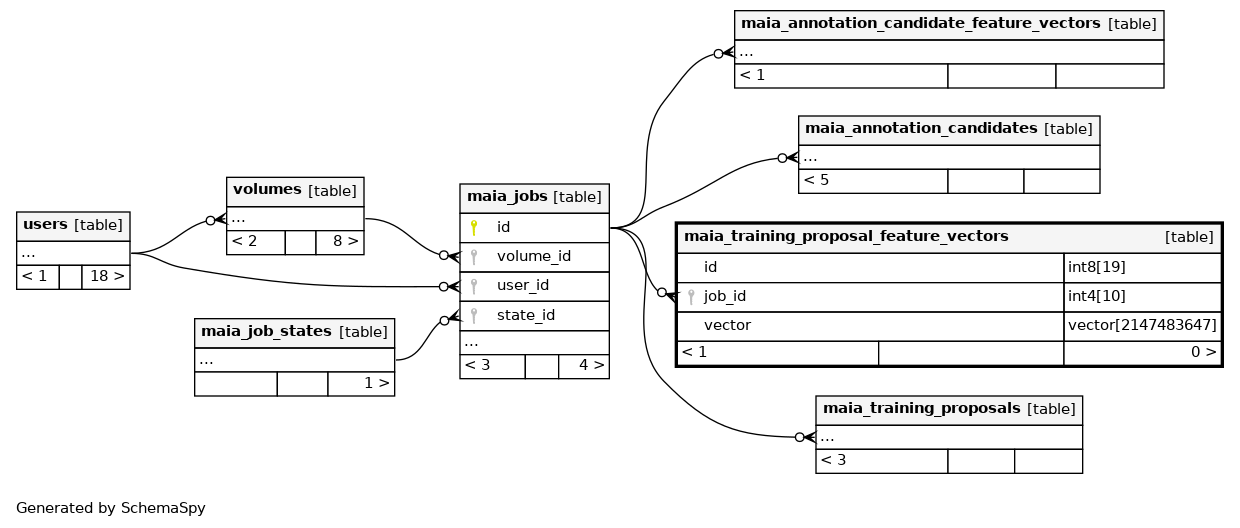 maia_annotation_candidate_feature_vectors [table]
...
< 1
maia_annotation_candidates [table]
...
< 5
volumes [table]
...
< 2 8 >
users [table]
...
< 1 18 >
maia_jobs [table]
id
volume_id
user_id
state_id
...
< 3 4 >
maia_training_proposal_feature_vectors [table]
id int8[19]
job_id int4[10]
vector vector[2147483647]
< 1 0 >
maia_job_states [table]
...
1 >
maia_training_proposals [table]
...
< 3
Generated by SchemaSpy